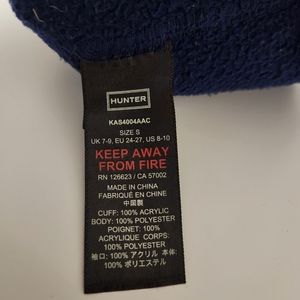 HUNTER
KAS4004AAC
SIZE S
UK 7-9, EU 24-27, US 8-10
KEEP AWAY
FROM FIRE
RN 126623 / CA 57002
MADE IN CHINA
FABRIQUÉ EN CHINE
中国製
CUFF: 100% ACRYLIC
BODY: 100% POLYESTER
POIGNET: 100%
ACRYLIQUE CORPS:
100% POLYESTER
袖口: 100% アクリル 本体:
100% ポリエステル